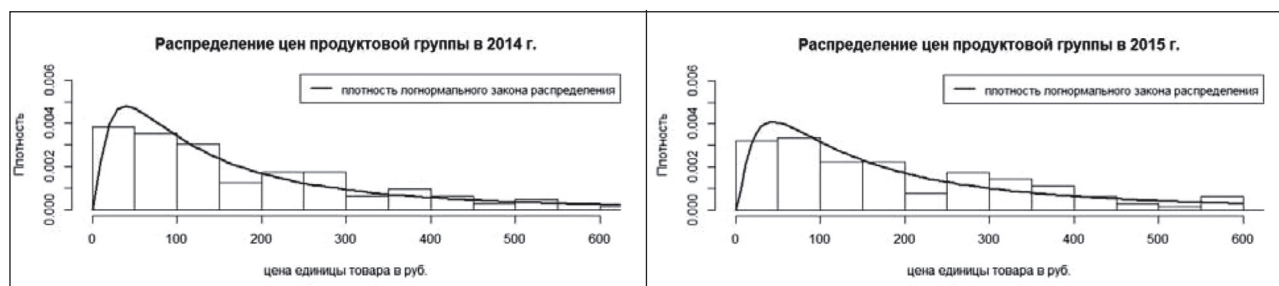 Распределение цен продуктовой группы в 2014 г.
плотность логнормального закона распределения
Плотность
0.000
0.002
0.004
0.006
0 100 200 300 400 500 600
цена единицы товара в руб.
Распределение цен продуктовой группы в 2015 г.
плотность логнормального закона распределения
Плотность
0.000
0.002
0.004
0.006
0 100 200 300 400 500 600
цена единицы товара в руб.